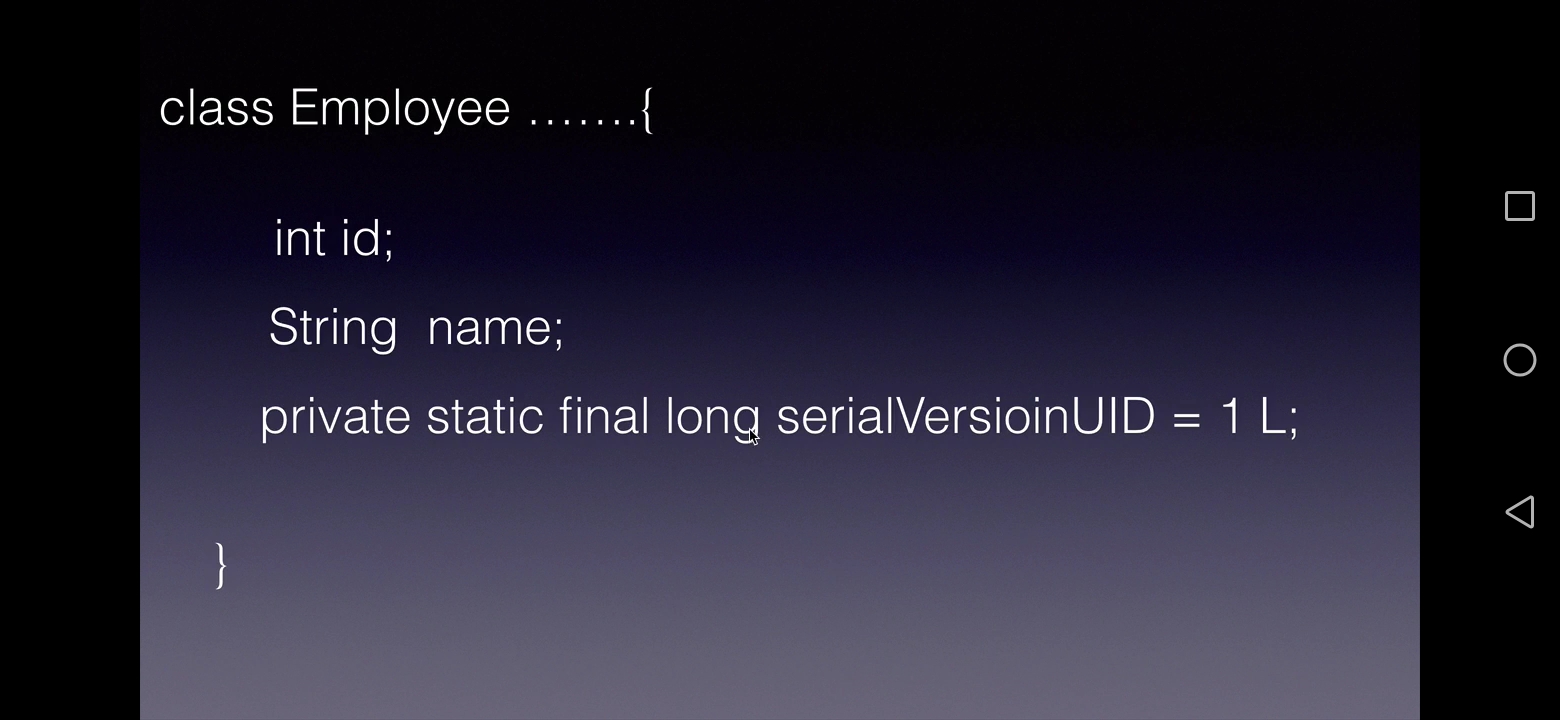 class Employee …….{
int id;
String name;
private static final long serialVersioinUID = 1 L;
}